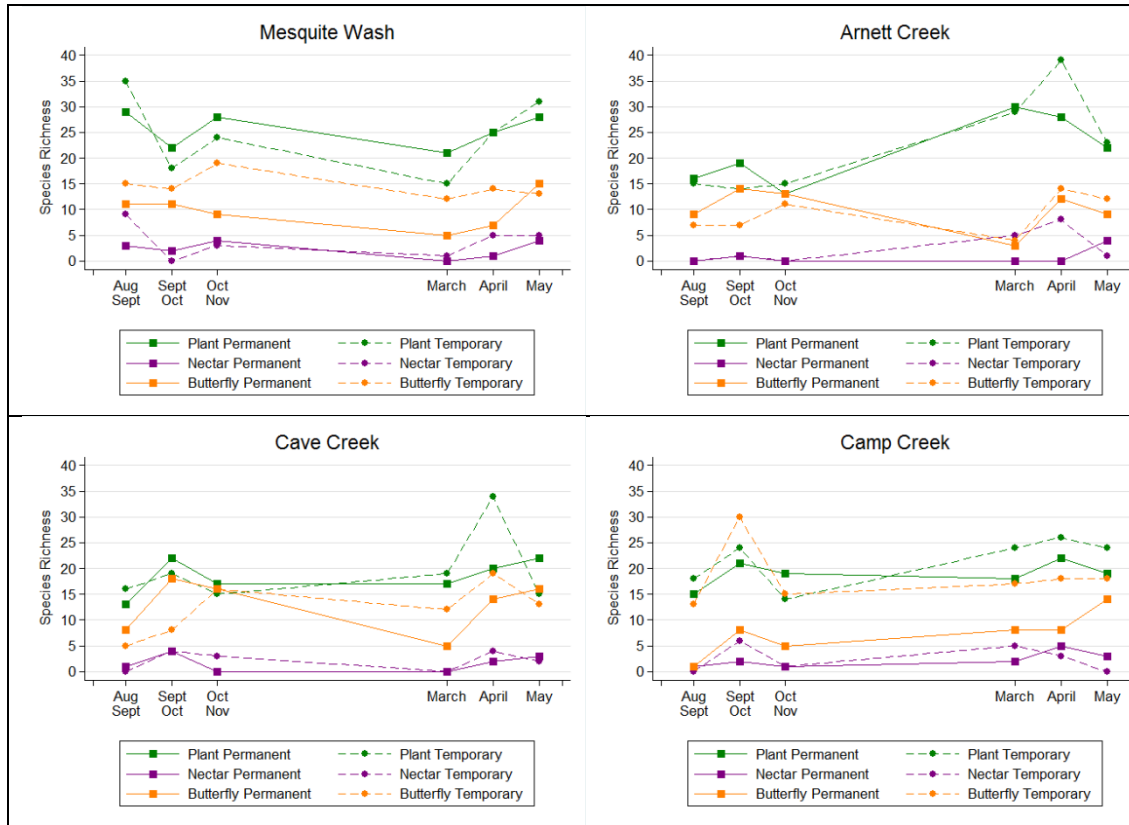 Mesquite Wash
Species Richness
40
35
30
25
20
15
10
5
0
Aug Sept Oct March April May
Sept Oct Nov
Plant Permanent Plant Temporary
Nectar Permanent Nectar Temporary
Butterfly Permanent Butterfly Temporary
Arnett Creek
Species Richness
40
35
30
25
20
15
10
5
0
Aug Sept Oct March April May
Sept Oct Nov
Plant Permanent Plant Temporary
Nectar Permanent Nectar Temporary
Butterfly Permanent Butterfly Temporary
Cave Creek
Species Richness
40
35
30
25
20
15
10
5
0
Aug Sept Oct March April May
Sept Oct Nov
Plant Permanent Plant Temporary
Nectar Permanent Nectar Temporary
Butterfly Permanent Butterfly Temporary
Camp Creek
Species Richness
40
35
30
25
20
15
10
5
0
Aug Sept Oct March April May
Sept Oct Nov
Plant Permanent Plant Temporary
Nectar Permanent Nectar Temporary
Butterfly Permanent Butterfly Temporary